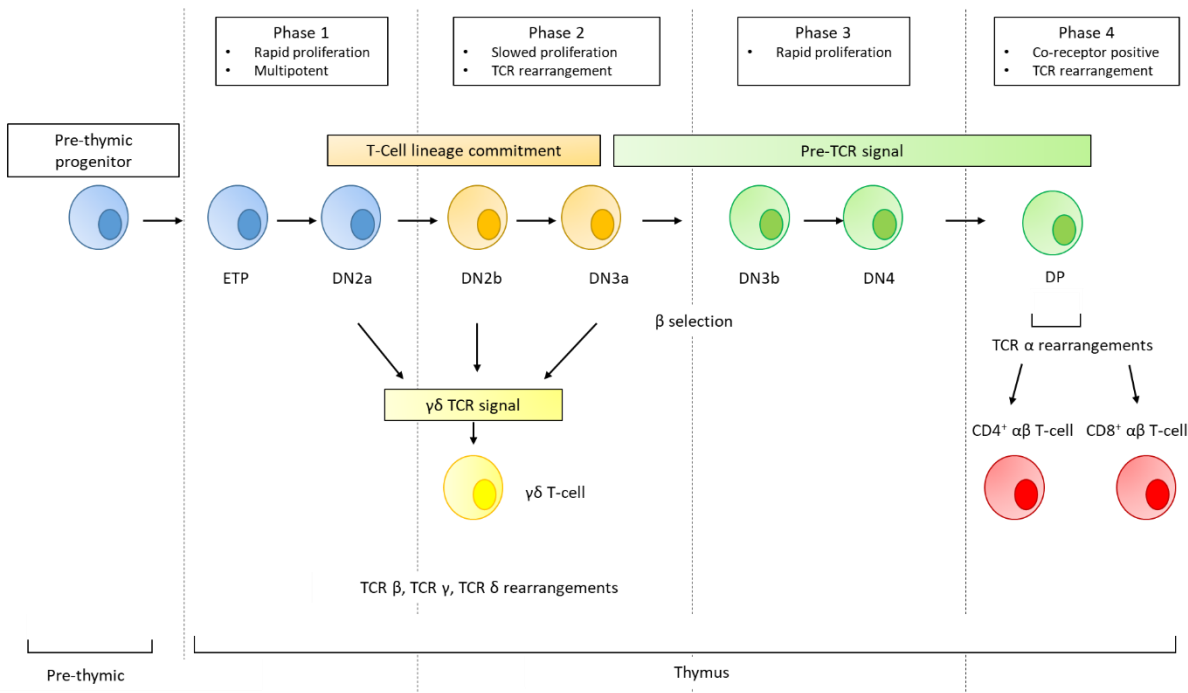 Phase 1
• Rapid proliferation
• Multipotent
Phase 2
• Slowed proliferation
• TCR rearrangement
Phase 3
• Rapid proliferation
Phase 4
• Co-receptor positive
• TCR rearrangement
Pre-thymic
progenitor
T-Cell lineage commitment
Pre-TCR signal
ETP
DN2a
DN2b
DN3a
DN3b
DN4
DP
β selection
TCR α rearrangements
γδ TCR signal
CD4⁺ αβ T-cell
CD8⁺ αβ T-cell
γδ T-cell
TCR β, TCR γ, TCR δ rearrangements
Pre-thymic
Thymus